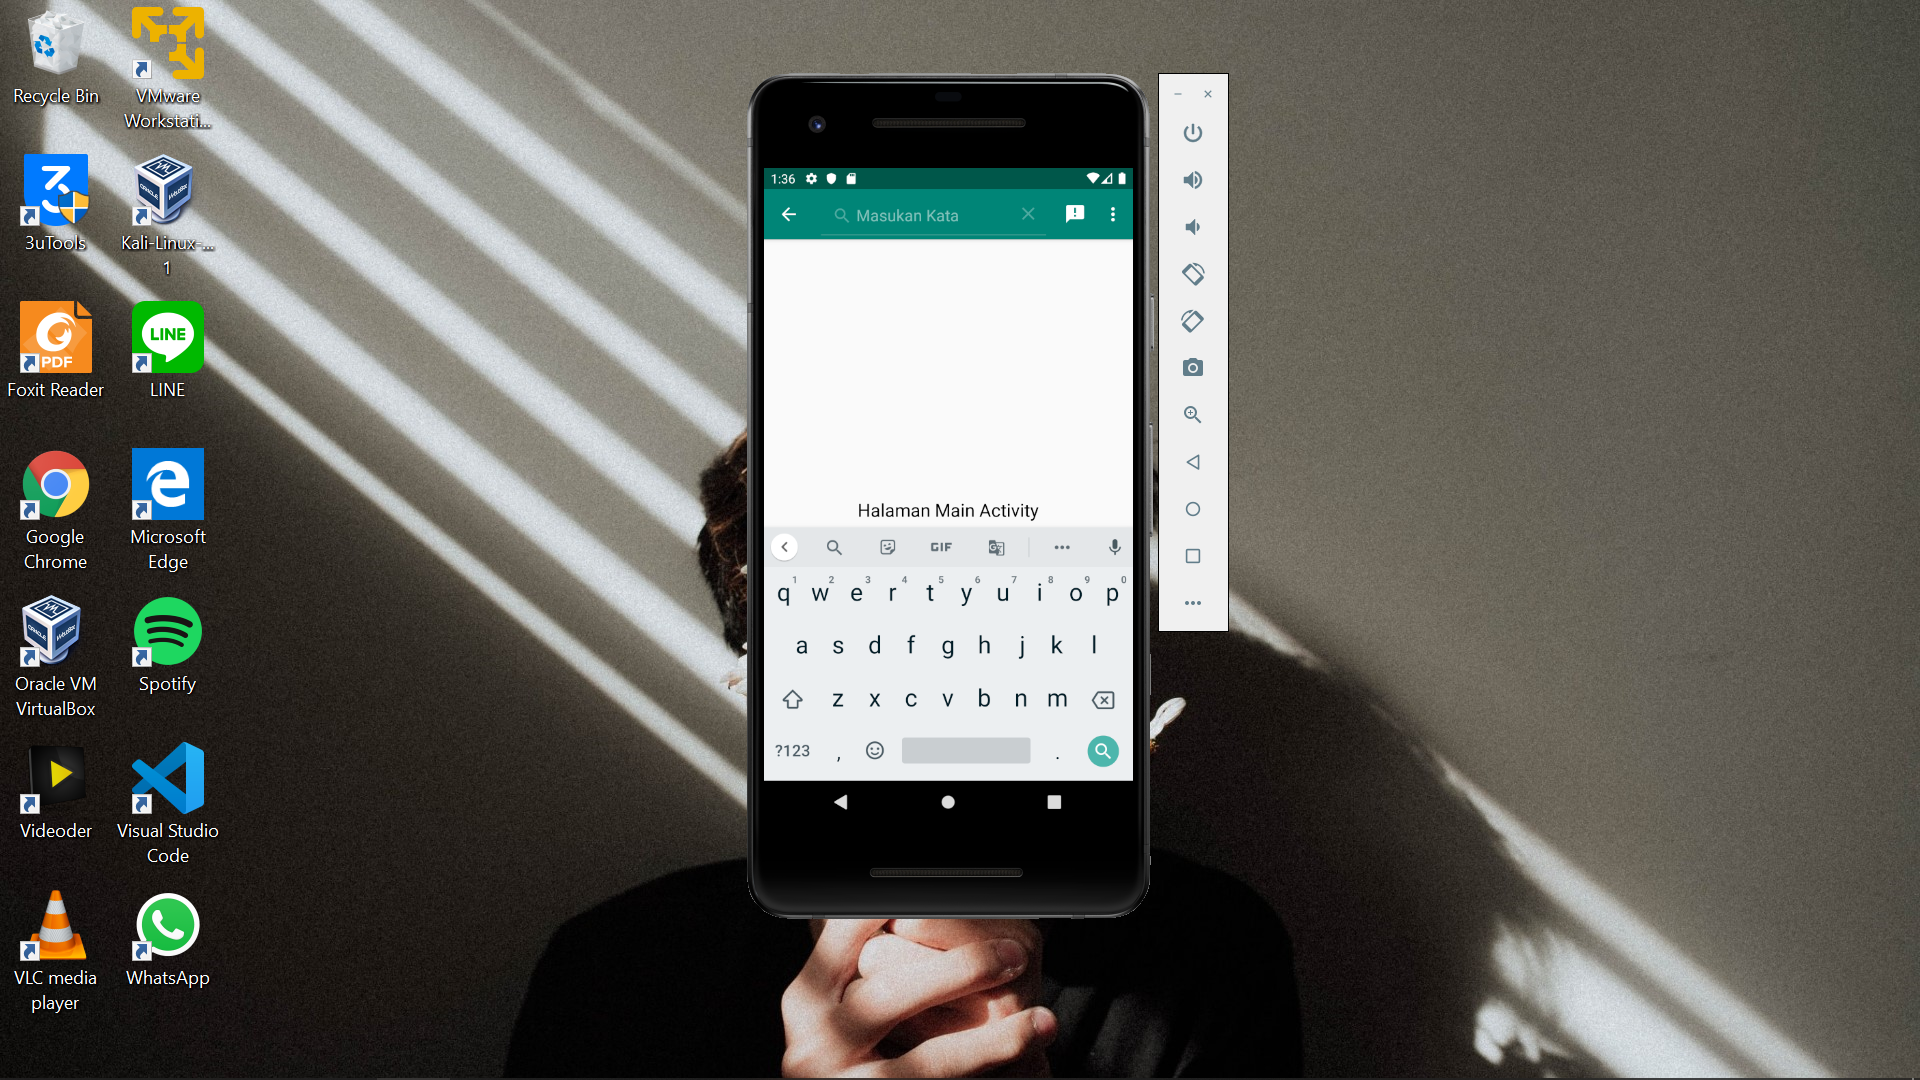 Recycle Bin
VMware
Workstati...
3uTools
Kali-Linux-...
1
PDF
Foxit Reader
LINE
LINE
Google
Chrome
Microsoft
Edge
Oracle VM
VirtualBox
Spotify
Videoder
Visual Studio
Code
VLC media
player
WhatsApp
1:36
Masukan Kata
Halaman Main Activity
GIF
1 2 3 4 5 6 7 8 9 0
q w e r t y u i o p
a s d f g h j k l
z x c v b n m
?123 , .